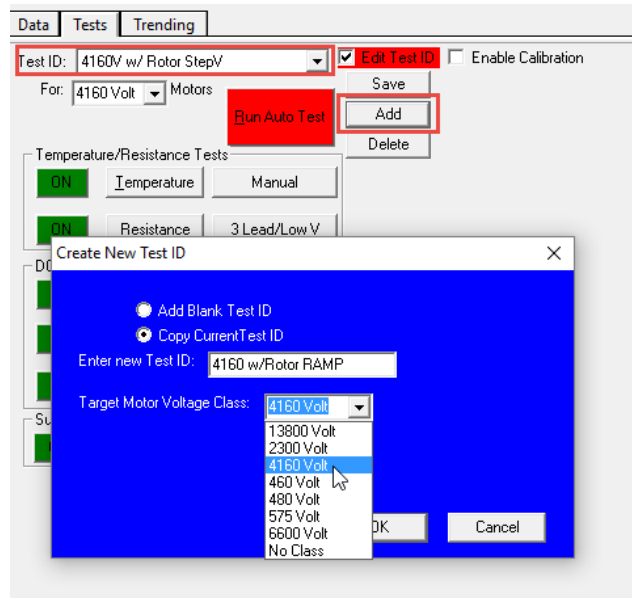 Data Tests Trending
Test ID: 4160V w/ Rotor StepV Edit Test ID Enable Calibration
For: 4160 Volt Motors Save
Run Auto Test Add
Delete
Temperature/Resistance Tests
ON Temperature Manual
ON Resistance 3 Lead/Low V
Create New Test ID
Add Blank Test ID
Copy CurrentTest ID
Enter new Test ID: 4160 w/Rotor RAMP
Target Motor Voltage Class: 4160 Volt
13800 Volt
2300 Volt
4160 Volt
460 Volt
480 Volt
575 Volt
6600 Volt
No Class
Cancel